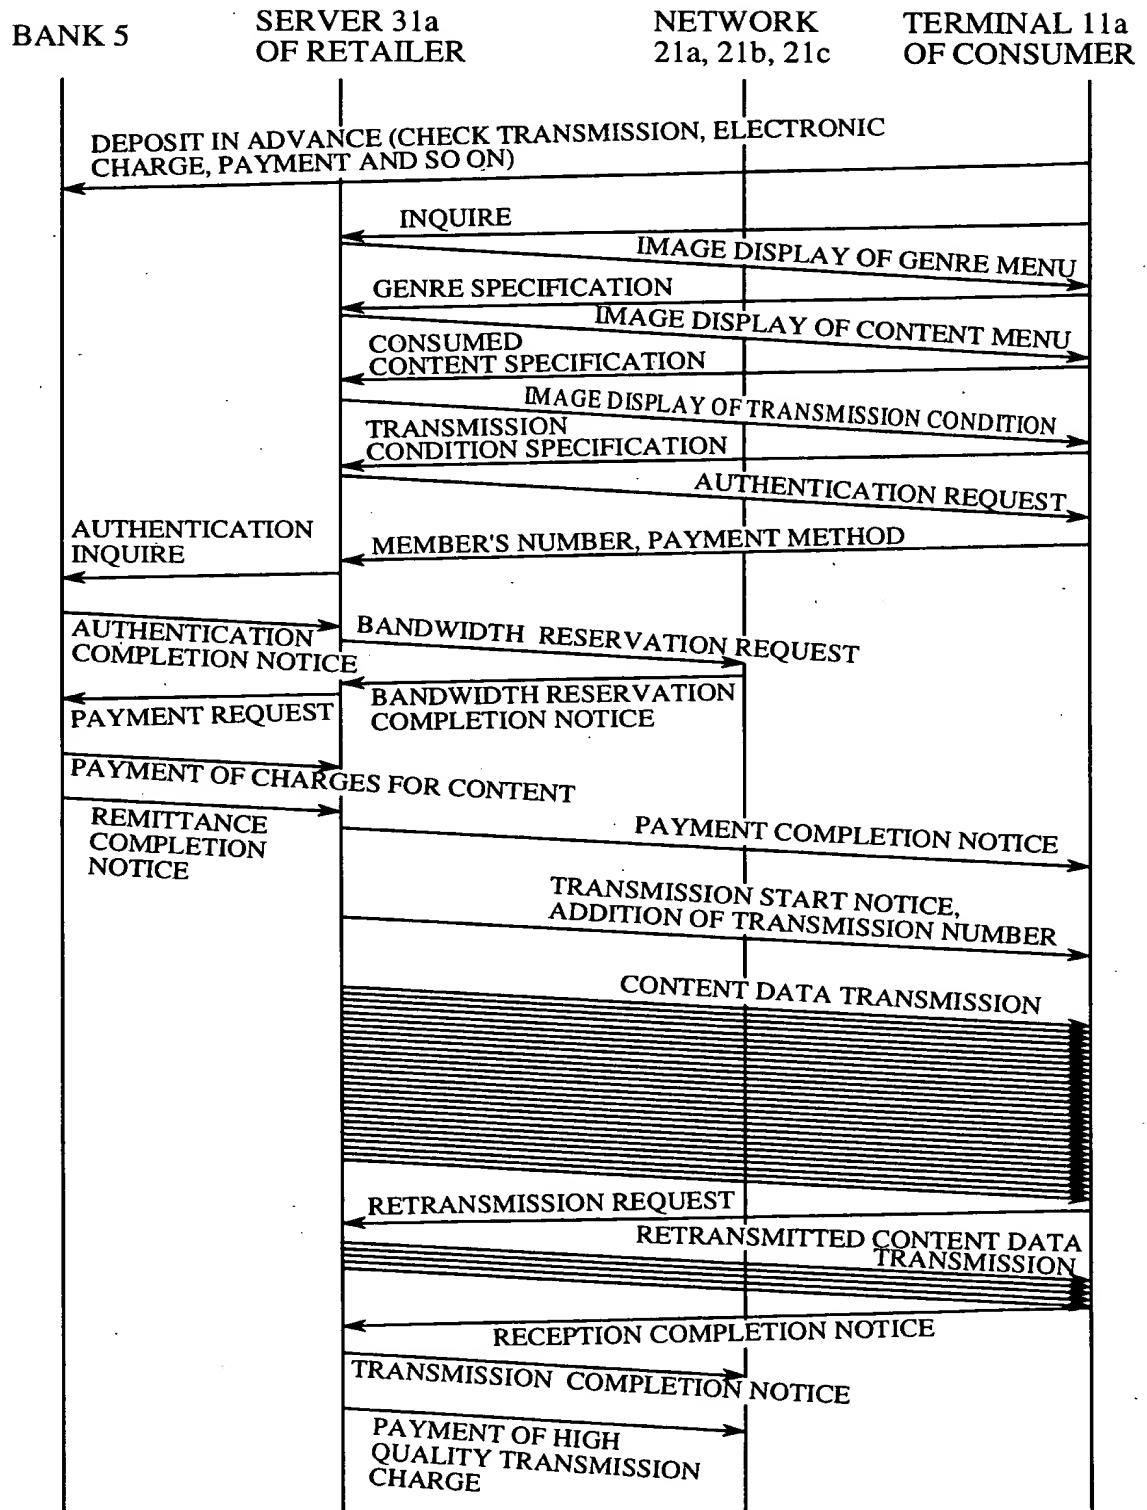 BANK 5
SERVER 31a
OF RETAILER
NETWORK
21a, 21b, 21c
TERMINAL 11a
OF CONSUMER
DEPOSIT IN ADVANCE (CHECK TRANSMISSION, ELECTRONIC
CHARGE, PAYMENT AND SO ON)
INQUIRE
IMAGE DISPLAY OF GENRE MENU
GENRE SPECIFICATION
IMAGE DISPLAY OF CONTENT MENU
CONSUMED
CONTENT SPECIFICATION
IMAGE DISPLAY OF TRANSMISSION CONDITION
TRANSMISSION
CONDITION SPECIFICATION
AUTHENTICATION REQUEST
AUTHENTICATION
INQUIRE
MEMBER'S NUMBER, PAYMENT METHOD
AUTHENTICATION
COMPLETION NOTICE
BANDWIDTH RESERVATION REQUEST
BANDWIDTH RESERVATION
COMPLETION NOTICE
PAYMENT REQUEST
PAYMENT OF CHARGES FOR CONTENT
REMITTANCE
COMPLETION
NOTICE
PAYMENT COMPLETION NOTICE
TRANSMISSION START NOTICE,
ADDITION OF TRANSMISSION NUMBER
CONTENT DATA TRANSMISSION
RETRANSMISSION REQUEST
RETRANSMITTED CONTENT DATA
TRANSMISSION
RECEPTION COMPLETION NOTICE
TRANSMISSION COMPLETION NOTICE
PAYMENT OF HIGH
QUALITY TRANSMISSION
CHARGE